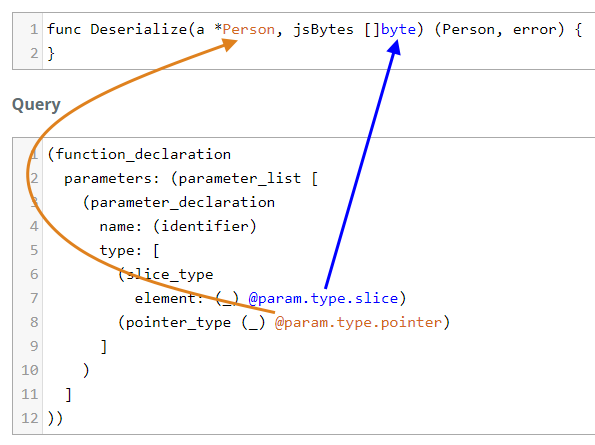 1 func Deserialize(a *Person, jsBytes []byte) (Person, error) {
2 }
Query
1 (function_declaration
2   parameters: (parameter_list [
3     (parameter_declaration
4       name: (identifier)
5       type: [
6         (slice_type
7           element: (_) @param.type.slice)
8         (pointer_type (_) @param.type.pointer)
9       ]
10     )
11   ]
12 ))